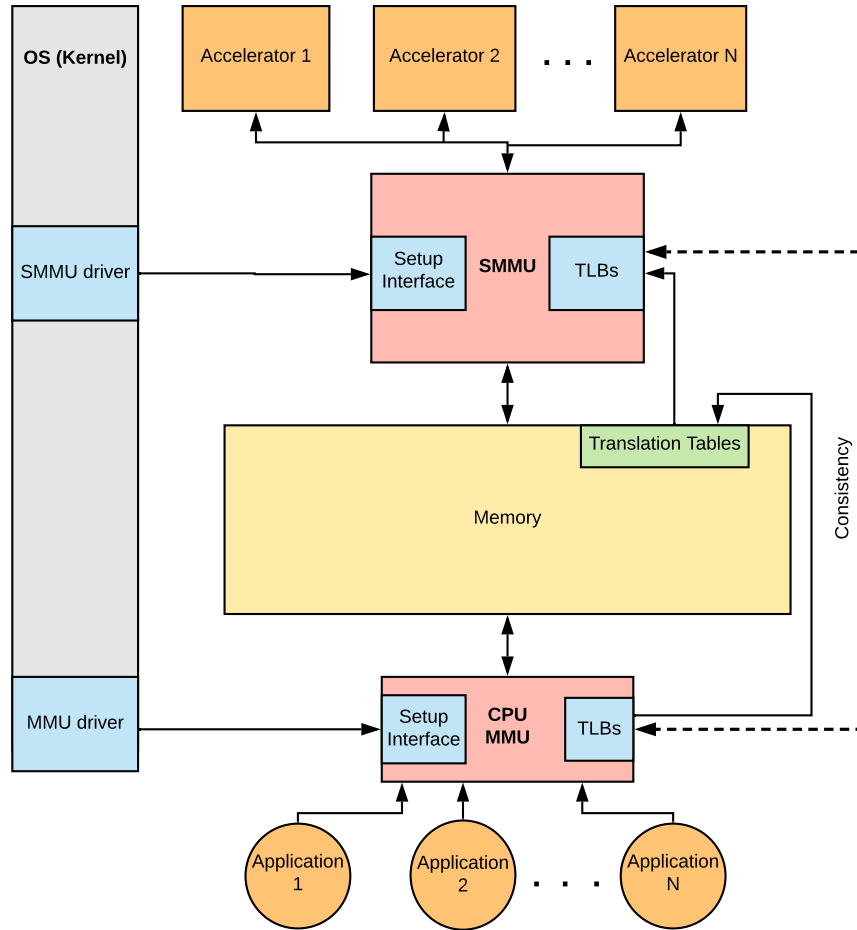 OS (Kernel)
Accelerator 1
Accelerator 2
. . .
Accelerator N
SMMU driver
Setup
Interface
SMMU
TLBs
Translation Tables
Memory
Consistency
MMU driver
Setup
Interface
CPU
MMU
TLBs
Application
1
Application
2
. . .
Application
N